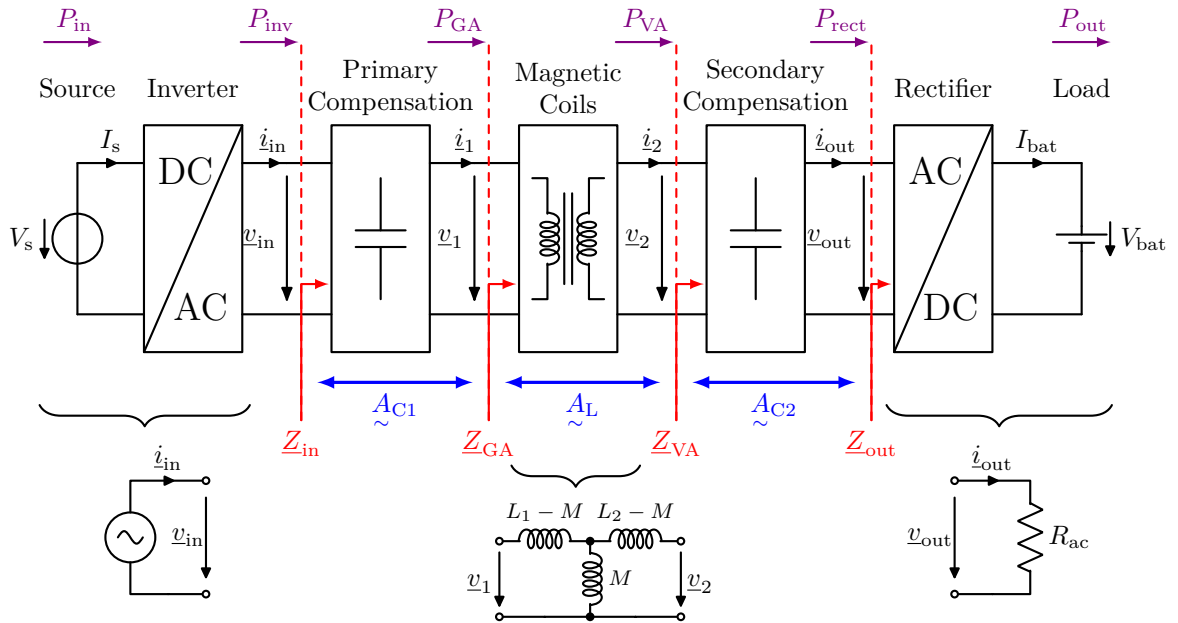 P_in P_inv P_GA P_VA P_rect P_out
Source Inverter Primary Compensation Magnetic Coils Secondary Compensation Rectifier Load
I_s i_in i_1 i_2 i_out I_bat
DC AC
V_s v_in v_1 v_2 v_out V_bat
AC DC
A_C1 A_L A_C2
Z_in Z_GA Z_VA Z_out
i_in i_out
L_1 − M L_2 − M
v_in v_out R_ac
v_1 M v_2